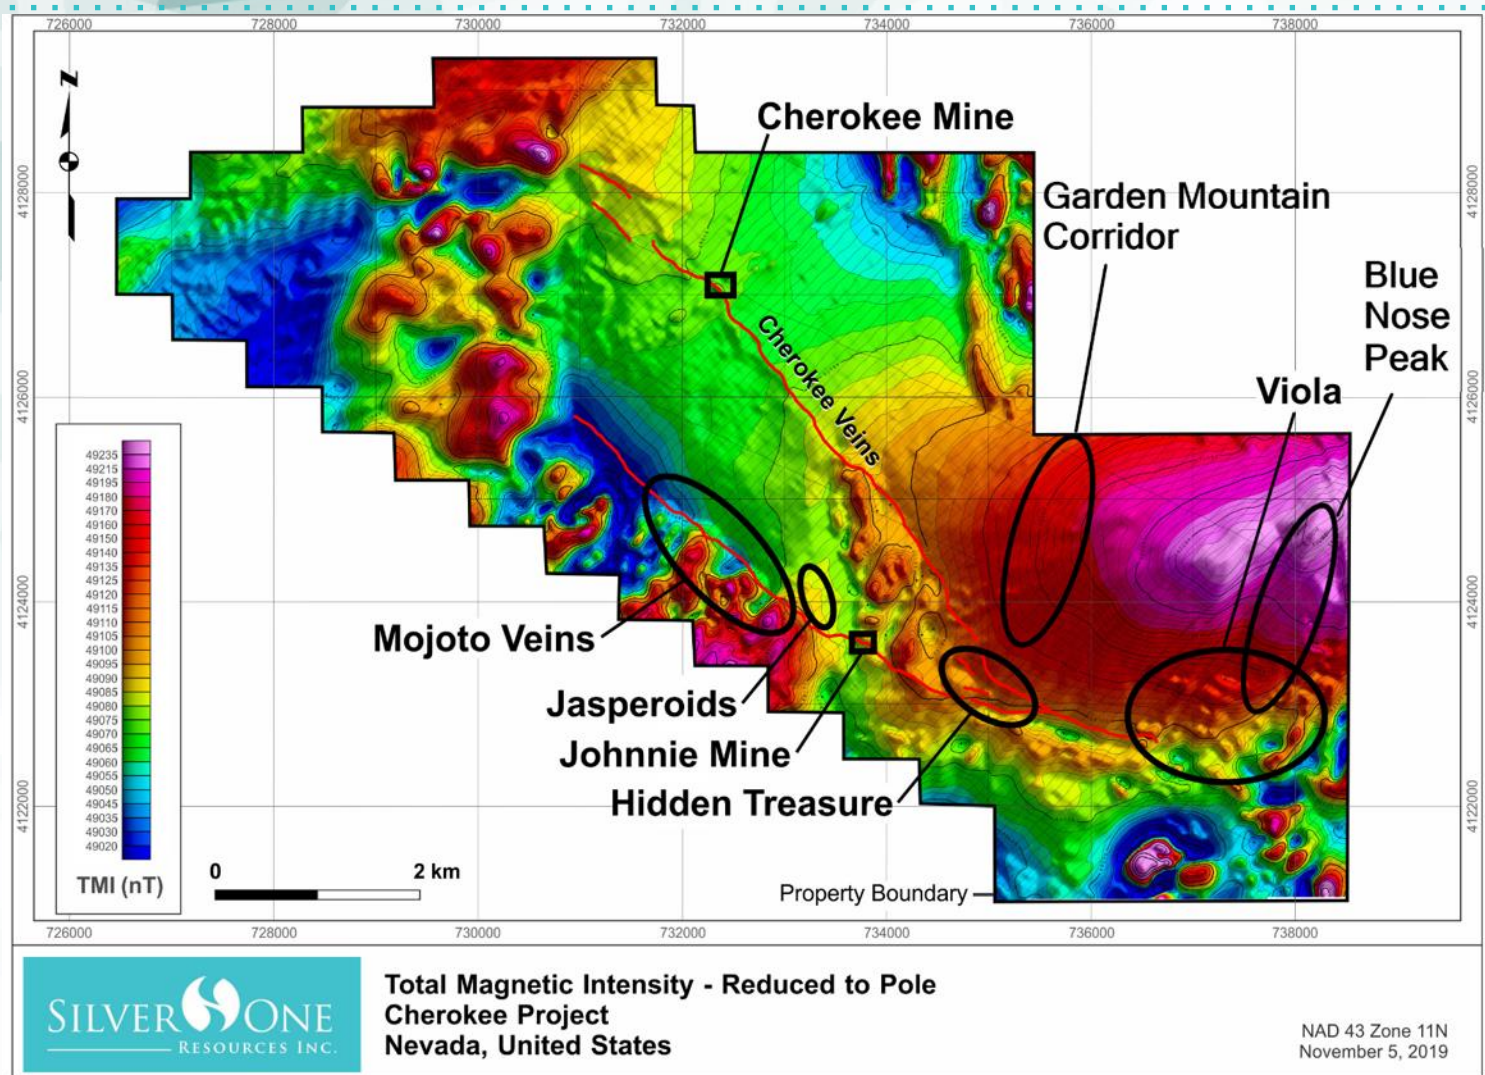 726000 728000 730000 732000 734000 736000 738000
N
4128000
4126000
4124000
4122000
4128000
4126000
4124000
4122000
Cherokee Mine
Garden Mountain
Corridor
Blue
Nose
Peak
Viola
Cherokee Veins
Mojoto Veins
Jasperoids
Johnnie Mine
Hidden Treasure
Property Boundary
49235
49215
49195
49180
49170
49160
49150
49140
49135
49125
49120
49115
49110
49105
49100
49095
49090
49085
49080
49075
49070
49065
49060
49055
49050
49045
49035
49030
49020
TMI (nT)
0 2 km
726000 728000 730000 732000 734000 736000 738000
SILVER ONE
RESOURCES INC.
Total Magnetic Intensity - Reduced to Pole
Cherokee Project
Nevada, United States
NAD 43 Zone 11N
November 5, 2019